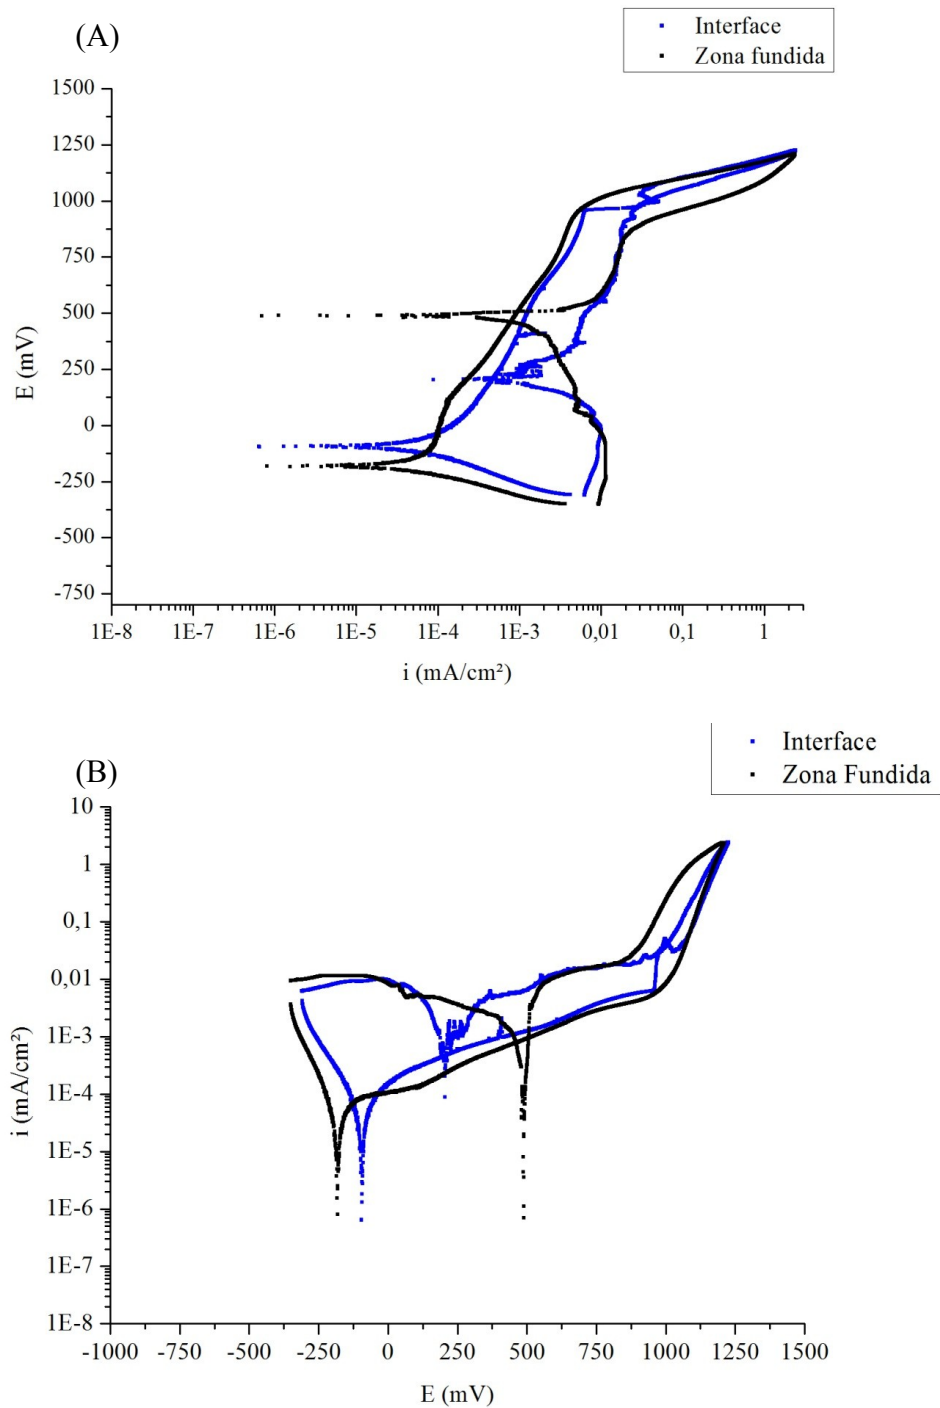 (A)
Interface
Zona fundida
1500
1250
1000
750
500
250
0
-250
-500
-750
E (mV)
1E-8 1E-7 1E-6 1E-5 1E-4 1E-3 0,01 0,1 1
i (mA/cm²)
(B)
Interface
Zona Fundida
10
1
0,1
0,01
1E-3
1E-4
1E-5
1E-6
1E-7
1E-8
i (mA/cm²)
-1000 -750 -500 -250 0 250 500 750 1000 1250 1500
E (mV)